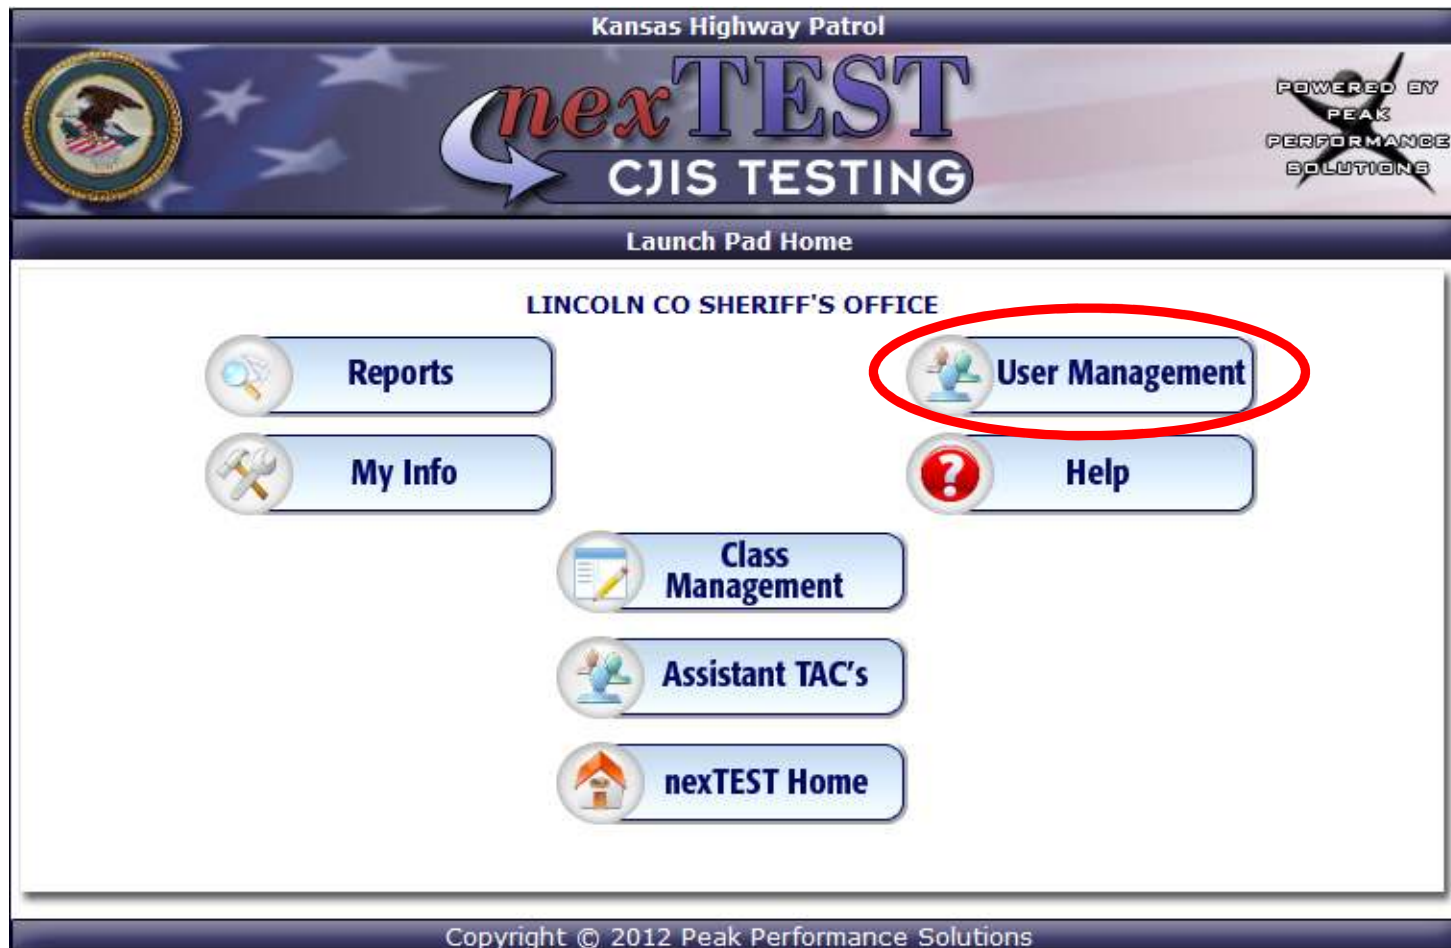 Kansas Highway Patrol
nexTEST
CJIS TESTING
POWERED BY
PEAK
PERFORMANCE
SOLUTIONS
Launch Pad Home
LINCOLN CO SHERIFF'S OFFICE
Reports
User Management
My Info
Help
Class
Management
Assistant TAC's
nexTEST Home
Copyright © 2012 Peak Performance Solutions